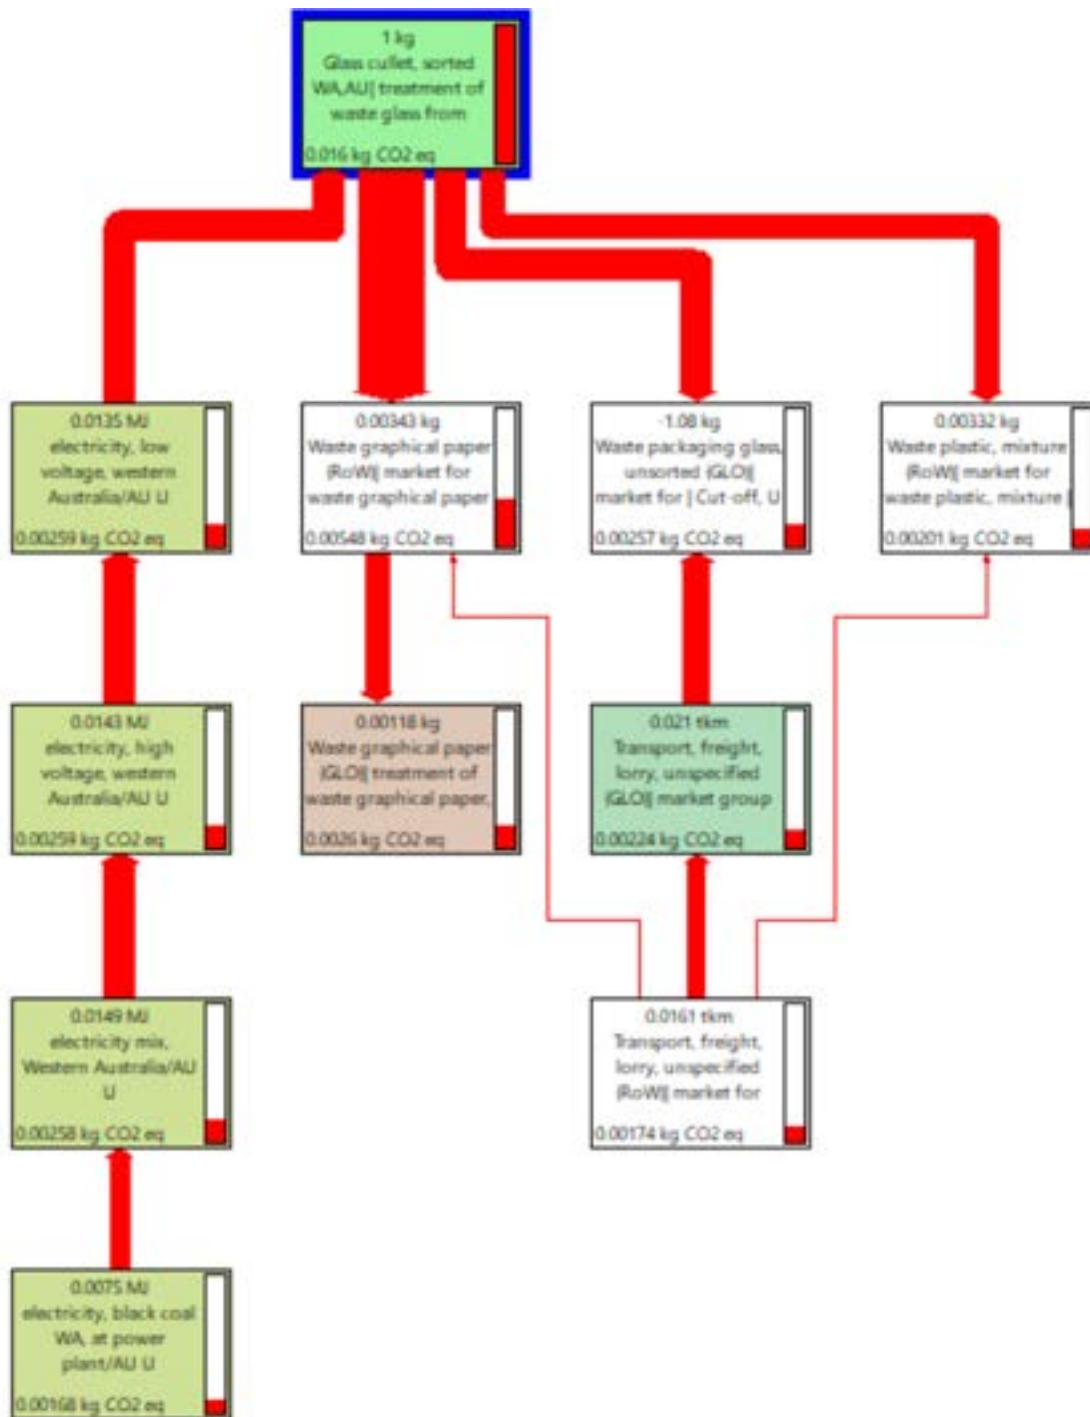 1 kg
Glass cullet, sorted
WA,AU| treatment of
waste glass from
0.016 kg CO2 eq
0.0135 MJ
electricity, low
voltage, western
Australia/AU U
0.00259 kg CO2 eq
0.00343 kg
Waste graphical paper
{RoW}| market for
waste graphical paper
0.00548 kg CO2 eq
-1.08 kg
Waste packaging glass,
unsorted {GLO}|
market for | Cut-off, U
0.00257 kg CO2 eq
0.00332 kg
Waste plastic, mixture
{RoW}| market for
waste plastic, mixture |
0.00201 kg CO2 eq
0.0143 MJ
electricity, high
voltage, western
Australia/AU U
0.00259 kg CO2 eq
0.00118 kg
Waste graphical paper
{GLO}| treatment of
waste graphical paper,
0.0026 kg CO2 eq
0.021 tkm
Transport, freight,
lorry, unspecified
{GLO}| market group
0.00224 kg CO2 eq
0.0149 MJ
electricity mix,
Western Australia/AU
U
0.00258 kg CO2 eq
0.0161 tkm
Transport, freight,
lorry, unspecified
{RoW}| market for
0.00174 kg CO2 eq
0.0075 MJ
electricity, black coal
WA, at power
plant/AU U
0.00168 kg CO2 eq